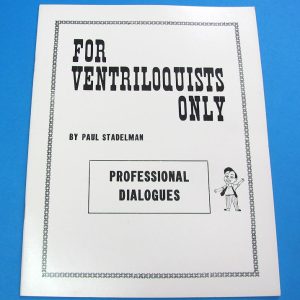 FOR
VENTRILOQUISTS
ONLY
BY PAUL STADELMAN
PROFESSIONAL
DIALOGUES